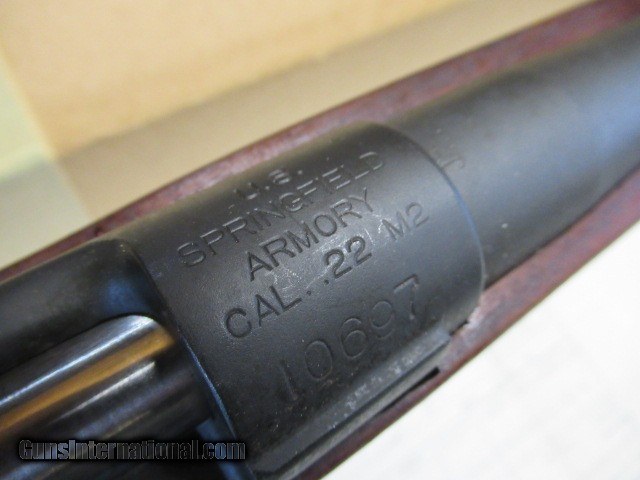 U.S.
SPRINGFIELD
ARMORY
CAL. .22 M2
10697
GunsInternational.com